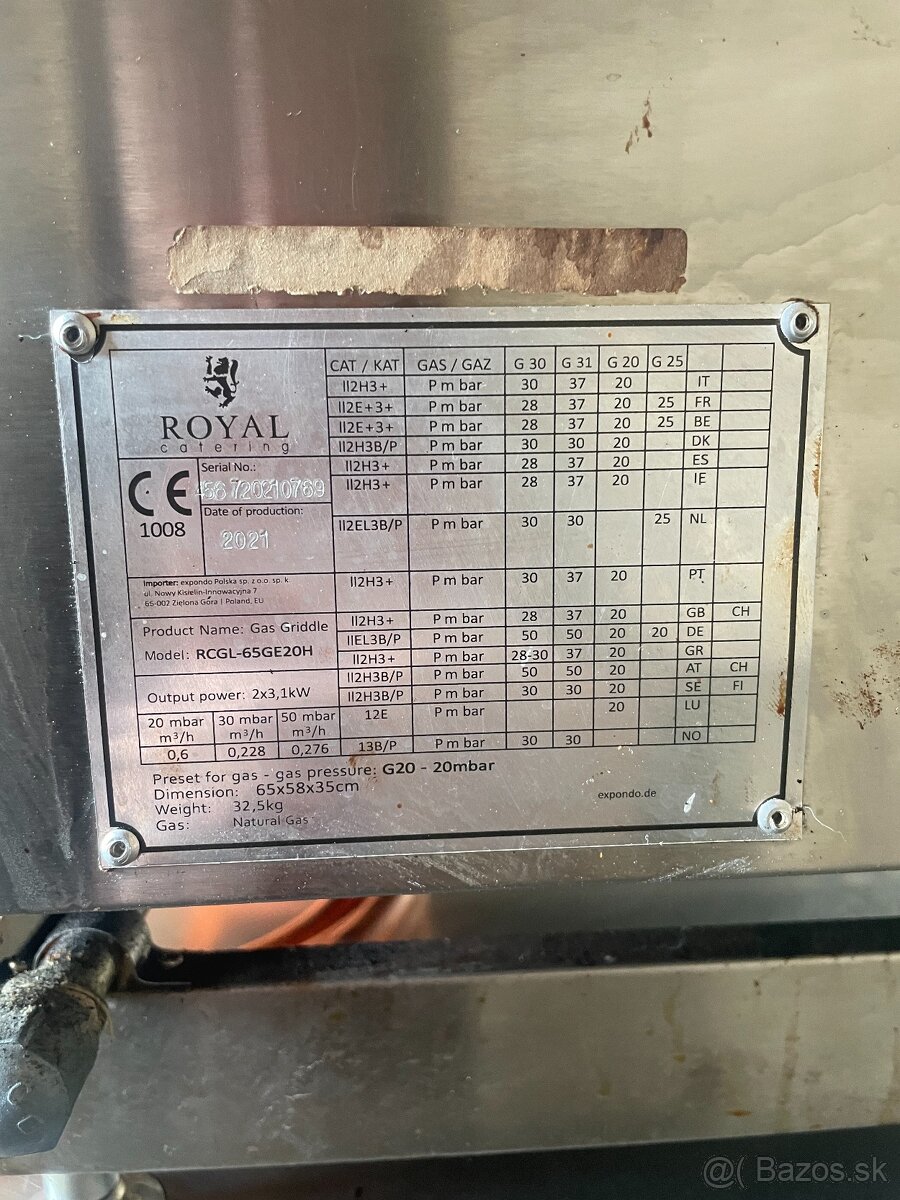 ROYAL
catering
CE
1008
Serial No.:
456 720210769
Date of production:
2021
Importer: expondo Polska sp. z o.o. sp. k.
ul. Nowy Kisielin-Innowacyjna 7
65-002 Zielona Góra | Poland, EU
Product Name: Gas Griddle
Model: RCGL-65GE20H
Output power: 2x3,1kW
20 mbar m³/h 30 mbar m³/h 50 mbar m³/h
0,6 0,228 0,276
CAT / KAT GAS / GAZ G 30 G 31 G 20 G 25
II2H3+ P m bar 30 37 20 IT
II2E+3+ P m bar 28 37 20 25 FR
II2E+3+ P m bar 28 37 20 25 BE
II2H3B/P P m bar 30 30 20 DK
II2H3+ P m bar 28 37 20 ES
II2H3+ P m bar 28 37 20 IE
II2EL3B/P P m bar 30 30 25 NL
II2H3+ P m bar 30 37 20 PT
II2H3+ P m bar 28 37 20 GB CH
IIEL3B/P P m bar 50 50 20 20 DE
II2H3+ P m bar 28-30 37 20 GR
II2H3B/P P m bar 50 50 20 AT CH
II2H3B/P P m bar 30 30 20 SE FI
12E P m bar 20 LU
13B/P P m bar 30 30 NO
Preset for gas - gas pressure: G20 - 20mbar
Dimension: 65x58x35cm
Weight: 32,5kg
Gas: Natural Gas
expondo.de
@( Bazos.sk